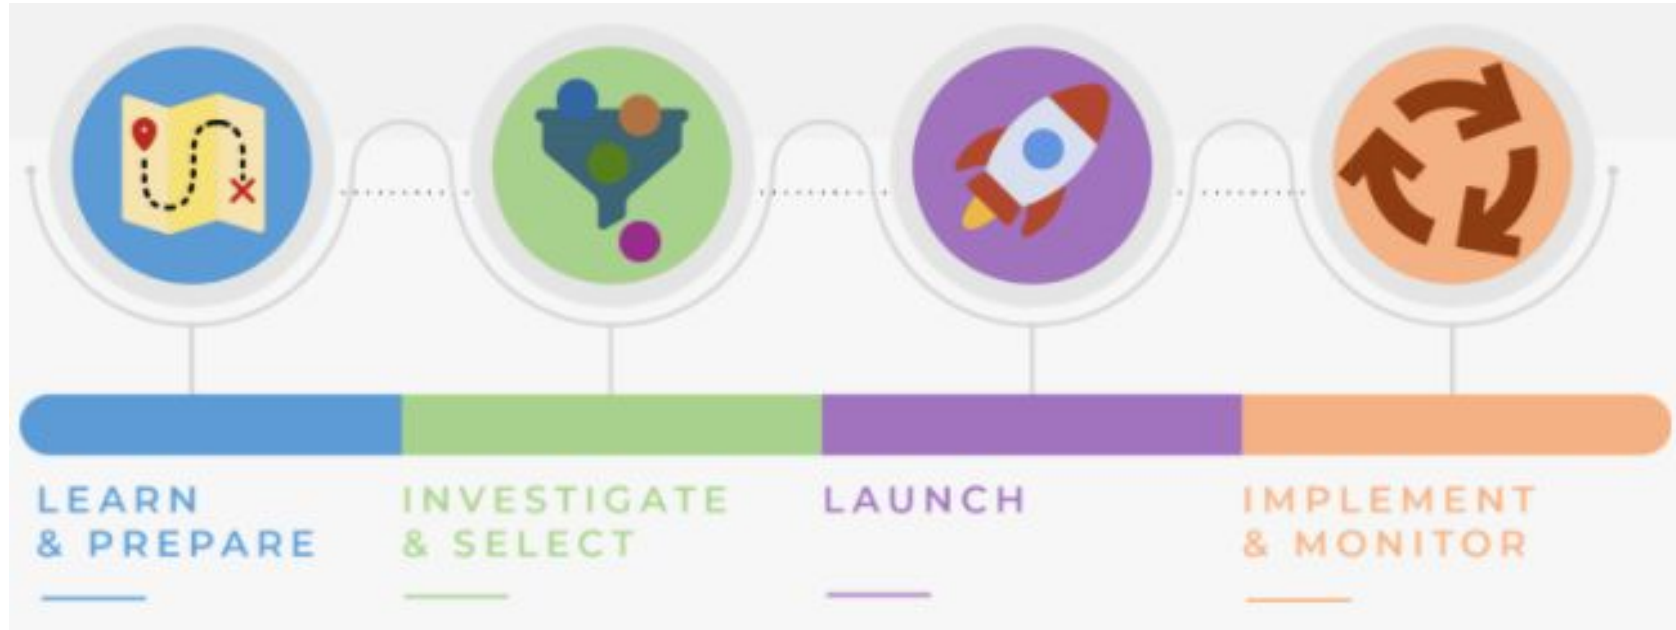 LEARN
& PREPARE
INVESTIGATE
& SELECT
LAUNCH
IMPLEMENT
& MONITOR